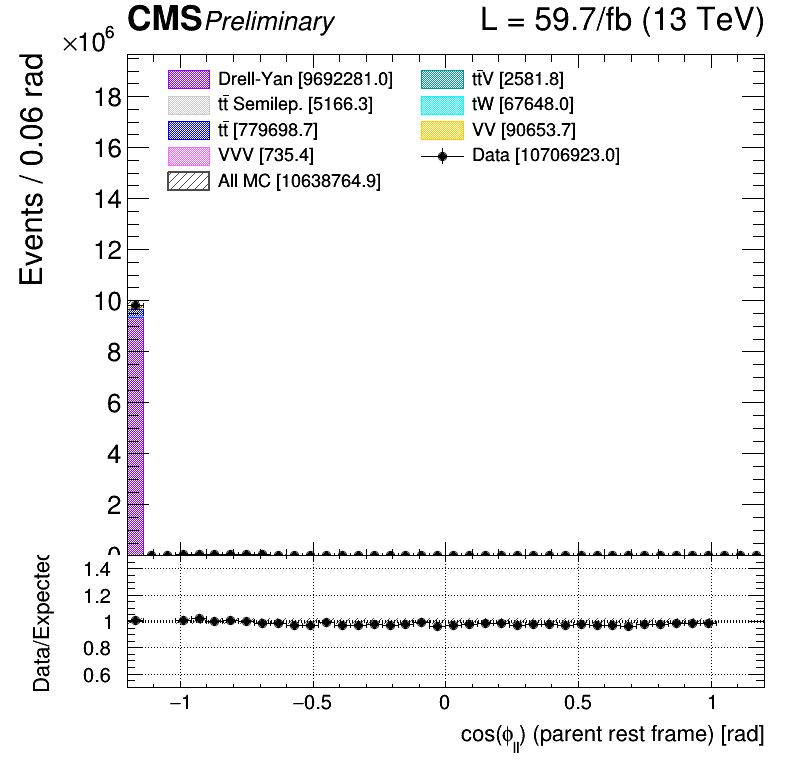 CMS Preliminary L = 59.7/fb (13 TeV)
×10⁶
Events / 0.06 rad
Drell-Yan [9692281.0]
tt̄ Semilep. [5166.3]
tt̄ [779698.7]
VVV [735.4]
All MC [10638764.9]
tt̄V [2581.8]
tW [67648.0]
VV [90653.7]
Data [10706923.0]
18
16
14
12
10
8
6
4
2
0
Data/Expected
1.4
1.2
1
0.8
0.6
−1 −0.5 0 0.5 1
cos(ϕ_ll) (parent rest frame) [rad]